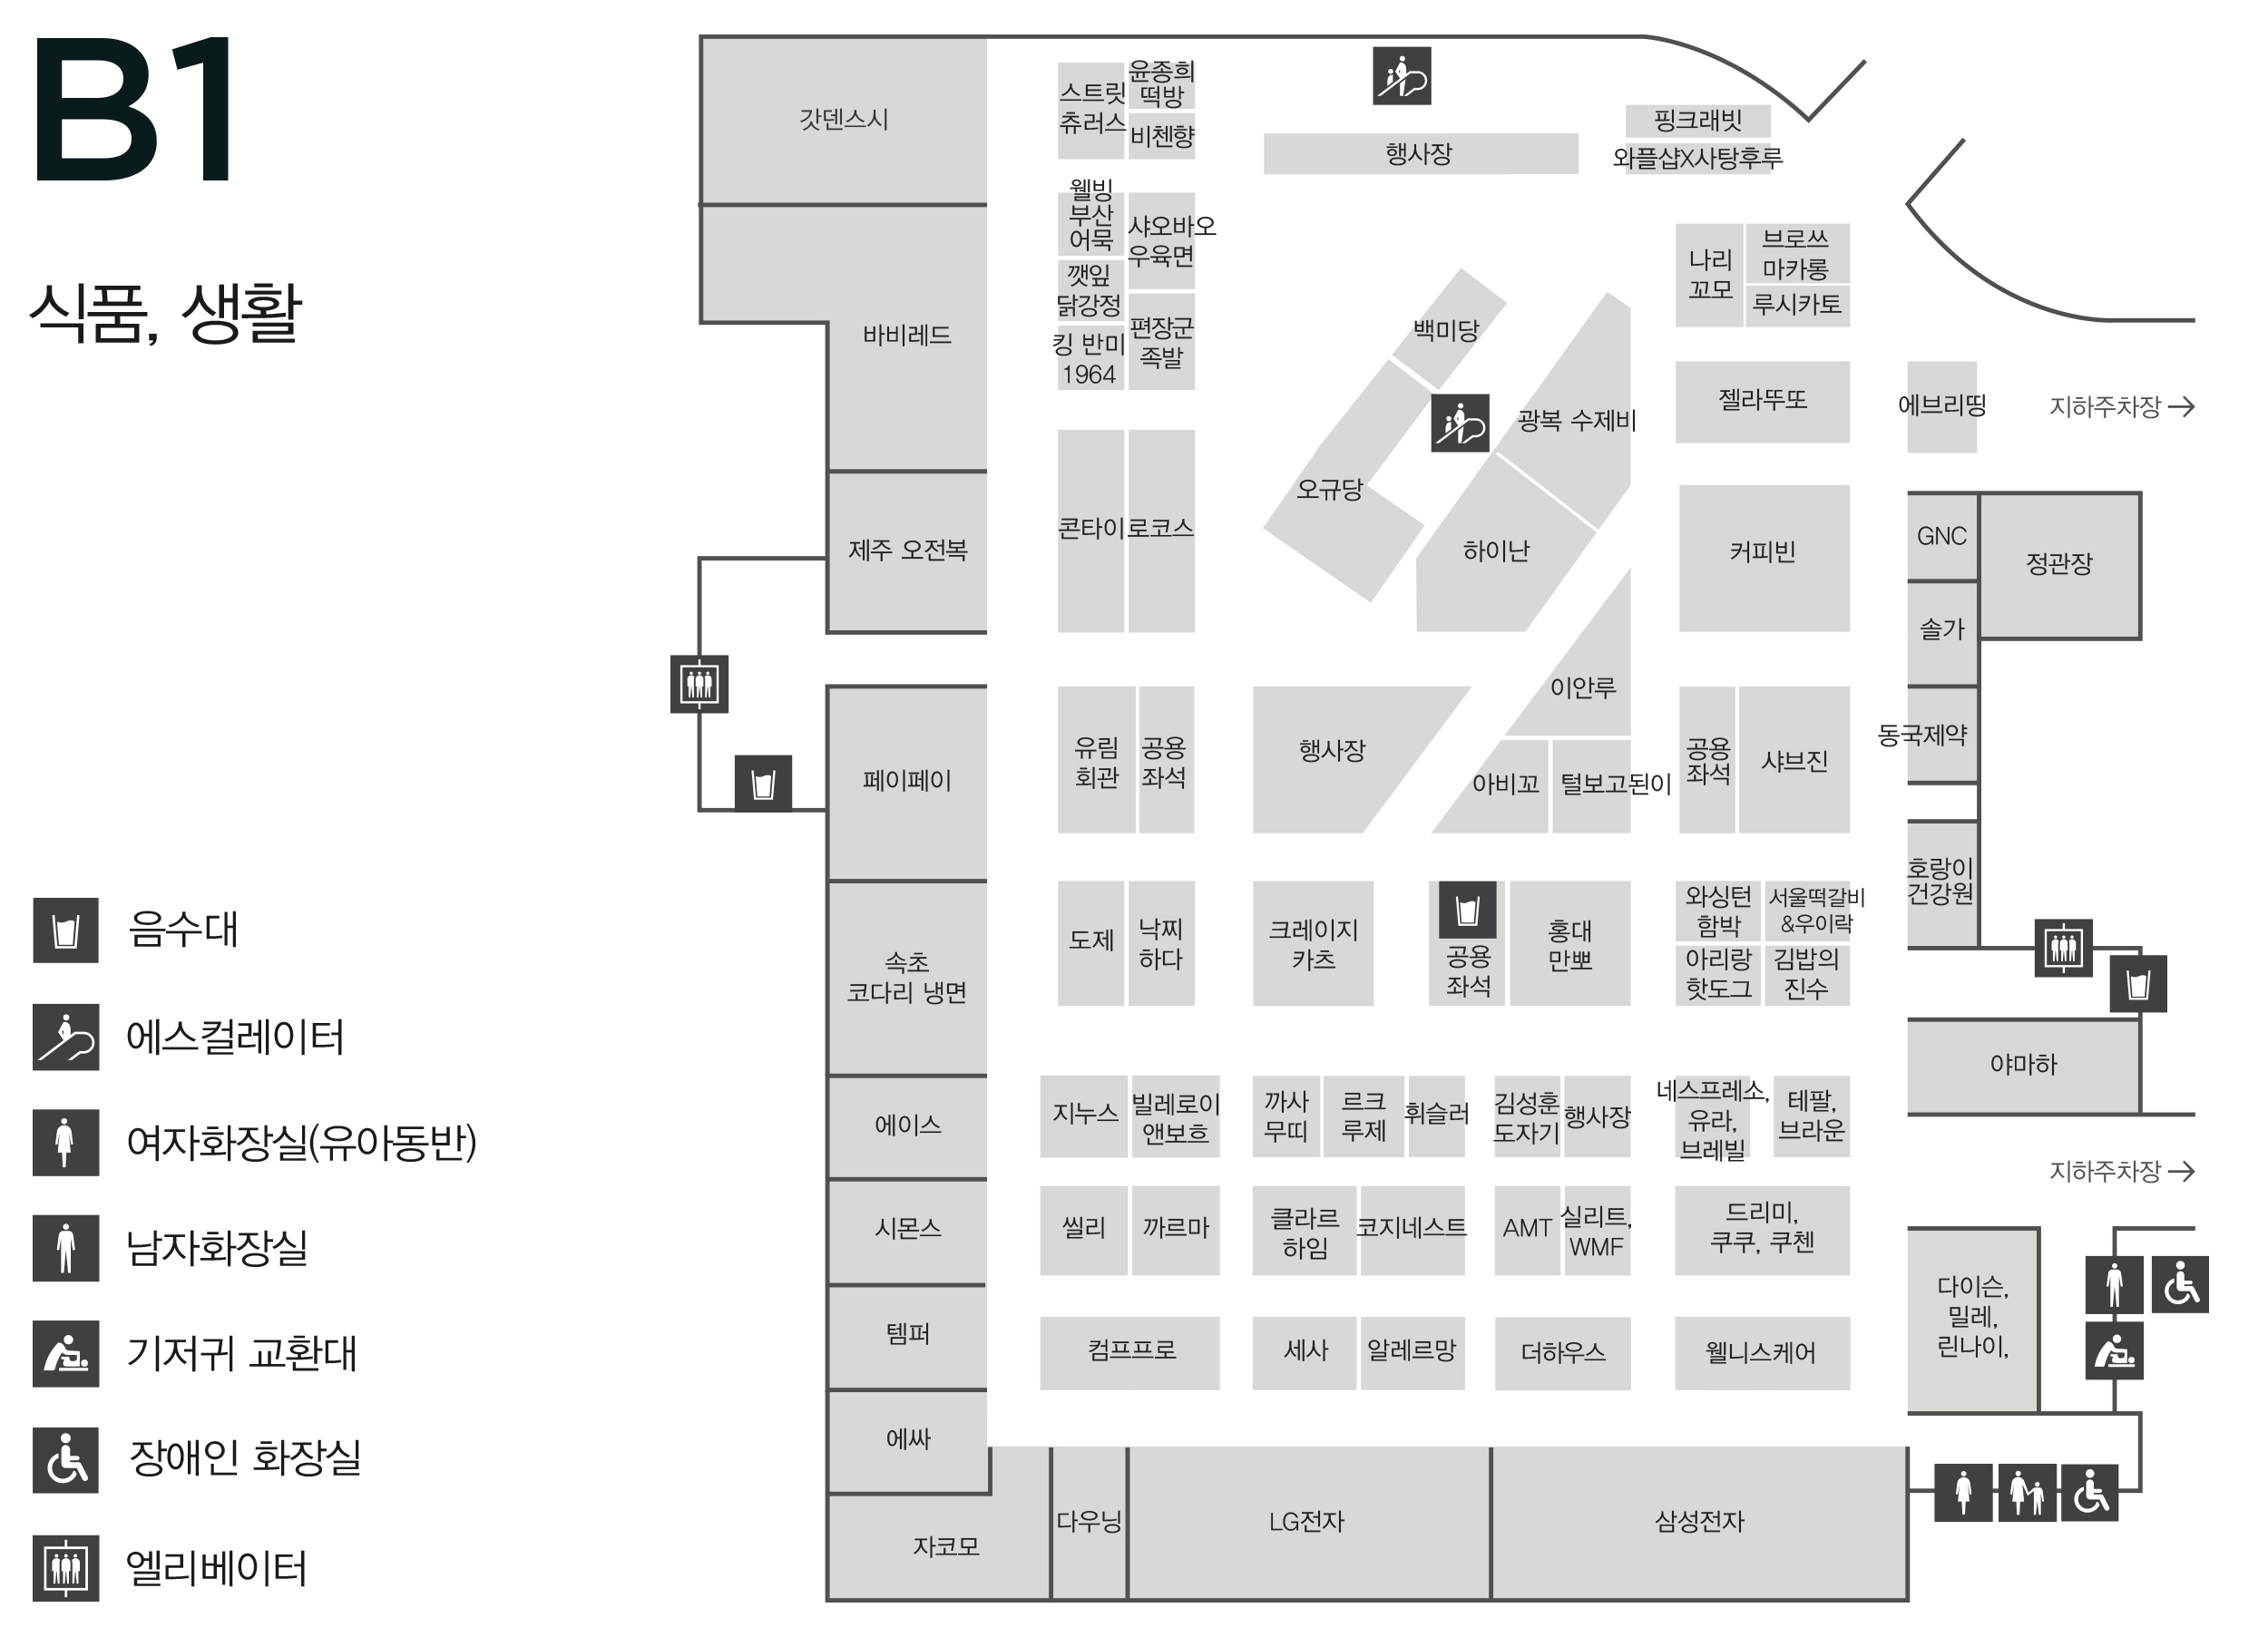 B1
식품, 생활
음수대
에스컬레이터
여자화장실(유아동반)
남자화장실
기저귀 교환대
장애인 화장실
엘리베이터
갓덴스시
바비레드
제주 오전복
페이페이
속초
코다리 냉면
에이스
시몬스
템퍼
에싸
자코모
다우닝
LG전자
삼성전자
스트릿
츄러스
윤종희
떡방
비첸향
웰빙
부산
어묵
샤오바오
우육면
깻잎
닭강정
킹 반미
1964
편장군
족발
콘타이
로코스
행사장
핑크래빗
와플샵X사탕후루
나리
꼬모
브로쓰
마카롱
루시카토
백미당
오규당
광복 수제비
하이난
젤라뚜또
에브리띵
지하주차장
커피빈
GNC
정관장
솔가
동국제약
호랑이
건강원
유림
회관
공용
좌석
행사장
이안루
아비꼬
털보고된이
공용
좌석
샤브진
도제
낙찌
하다
크레이지
카츠
공용
좌석
홍대
만뽀
와싱턴
함박
서울떡갈비
&우이락
아리랑
핫도그
김밥의
진수
야마하
지누스
빌레로이
앤보흐
까사
무띠
르크
루제
휘슬러
김성훈
도자기
행사장
네스프레소,
유라,
브레빌
테팔,
브라운
지하주차장
씰리
까르마
클라르
하임
코지네스트
AMT
실리트,
WMF
드리미,
쿠쿠, 쿠첸
다이슨,
밀레,
린나이,
컴프프로
세사
알레르망
더하우스
웰니스케어